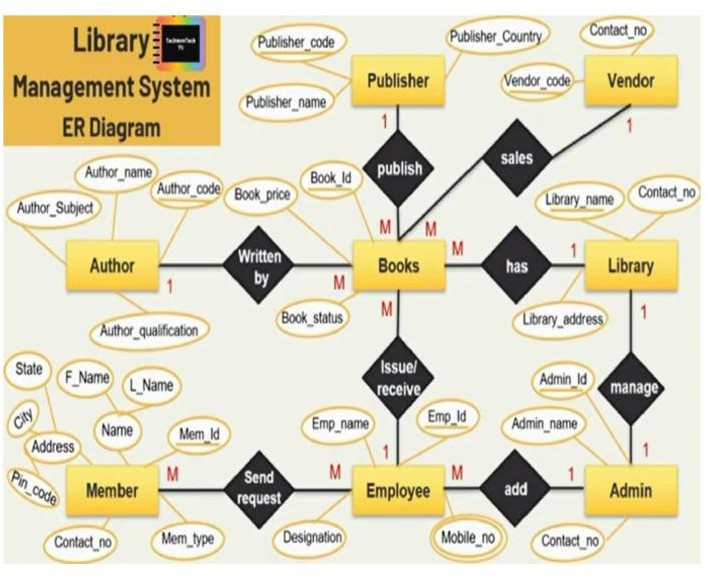 Library
TechmenTech
Tv
Management System
ER Diagram
Publisher_code
Publisher_Country
Contact_no
Publisher
Vendor_code
Vendor
Publisher_name
1
1
publish
sales
Author_name
Book_Id
Author_code
Book_price
Library_name
Contact_no
Author_Subject
M
M
Author
Written
by
Books
M
has
1
Library
1
M
Book_status
M
Library_address
1
Author_qualification
State
F_Name
L_Name
Issue/
receive
Admin_Id
manage
City
Name
Mem_Id
Emp_name
Emp_Id
Admin_name
Address
1
1
Pin_code
Member
M
Send
request
M
Employee
M
add
1
Admin
Contact_no
Mem_type
Designation
Mobile_no
Contact_no